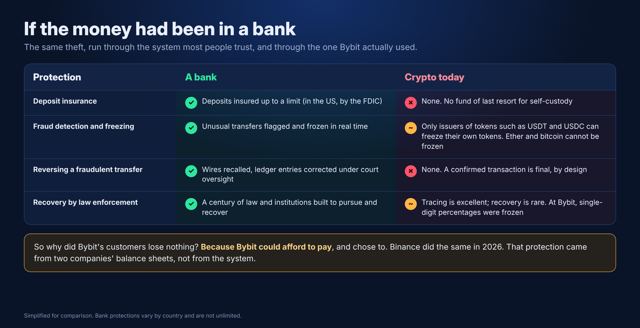 If the money had been in a bank
The same theft, run through the system most people trust, and through the one Bybit actually used.
Protection
A bank
Crypto today
Deposit insurance
Deposits insured up to a limit (in the US, by the FDIC)
None. No fund of last resort for self-custody
Fraud detection and freezing
Unusual transfers flagged and frozen in real time
Only issuers of tokens such as USDT and USDC can
freeze their own tokens. Ether and bitcoin cannot be
frozen
Reversing a fraudulent transfer
Wires recalled, ledger entries corrected under court
oversight
None. A confirmed transaction is final, by design
Recovery by law enforcement
A century of law and institutions built to pursue and
recover
Tracing is excellent; recovery is rare. At Bybit, single-
digit percentages were frozen
So why did Bybit's customers lose nothing? Because Bybit could afford to pay, and chose to. Binance did the same in 2026. That protection came
from two companies' balance sheets, not from the system.
Simplified for comparison. Bank protections vary by country and are not unlimited.